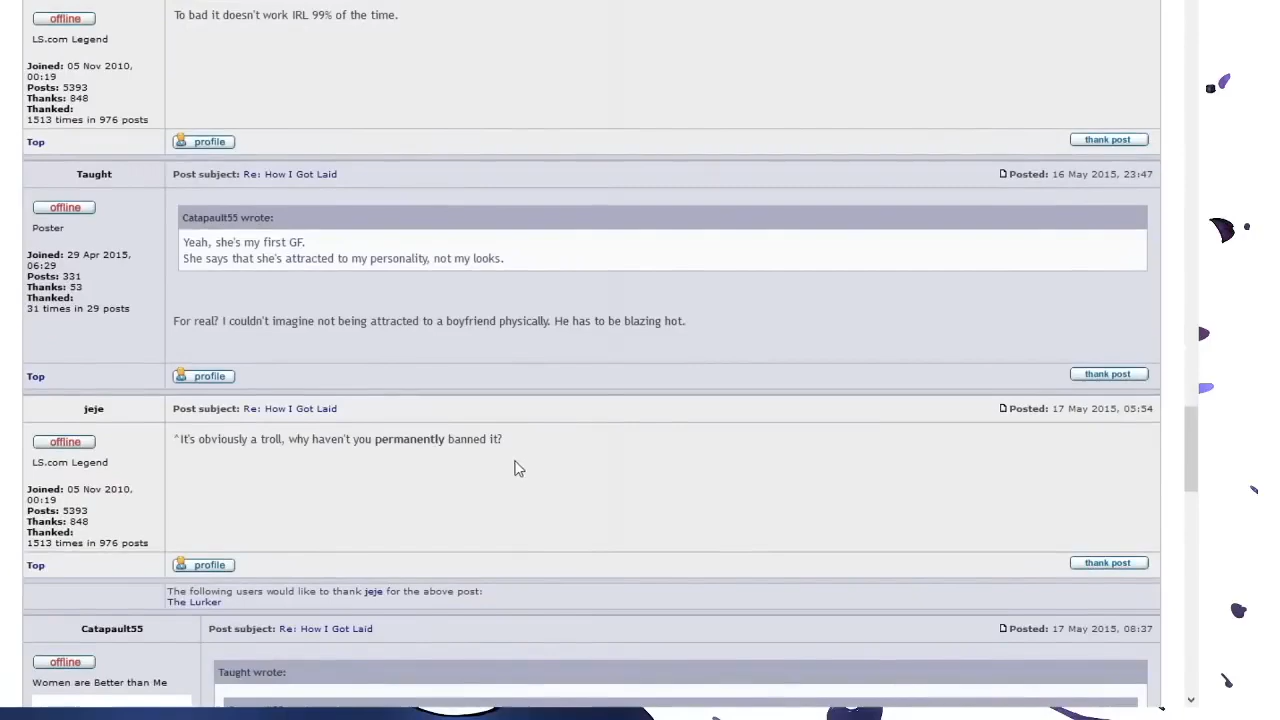 offline
To bad it doesn't work IRL 99% of the time.
LS.com Legend
Joined: 05 Nov 2010,
00:19
Posts: 5393
Thanks: 848
Thanked:
1513 times in 976 posts
Top
profile
thank post
Taught
Post subject: Re: How I Got Laid
Posted: 16 May 2015, 23:47
offline
Poster
Joined: 29 Apr 2015,
06:29
Posts: 331
Thanks: 53
Thanked:
31 times in 29 posts
Catapault55 wrote:
Yeah, she's my first GF.
She says that she's attracted to my personality, not my looks.
For real? I couldn't imagine not being attracted to a boyfriend physically. He has to be blazing hot.
Top
profile
thank post
jeje
Post subject: Re: How I Got Laid
Posted: 17 May 2015, 05:54
offline
LS.com Legend
Joined: 05 Nov 2010,
00:19
Posts: 5393
Thanks: 848
Thanked:
1513 times in 976 posts
^It's obviously a troll, why haven't you permanently banned it?
Top
profile
thank post
The following users would like to thank jeje for the above post:
The Lurker
Catapault55
Post subject: Re: How I Got Laid
Posted: 17 May 2015, 08:37
offline
Women are Better than Me
Taught wrote: